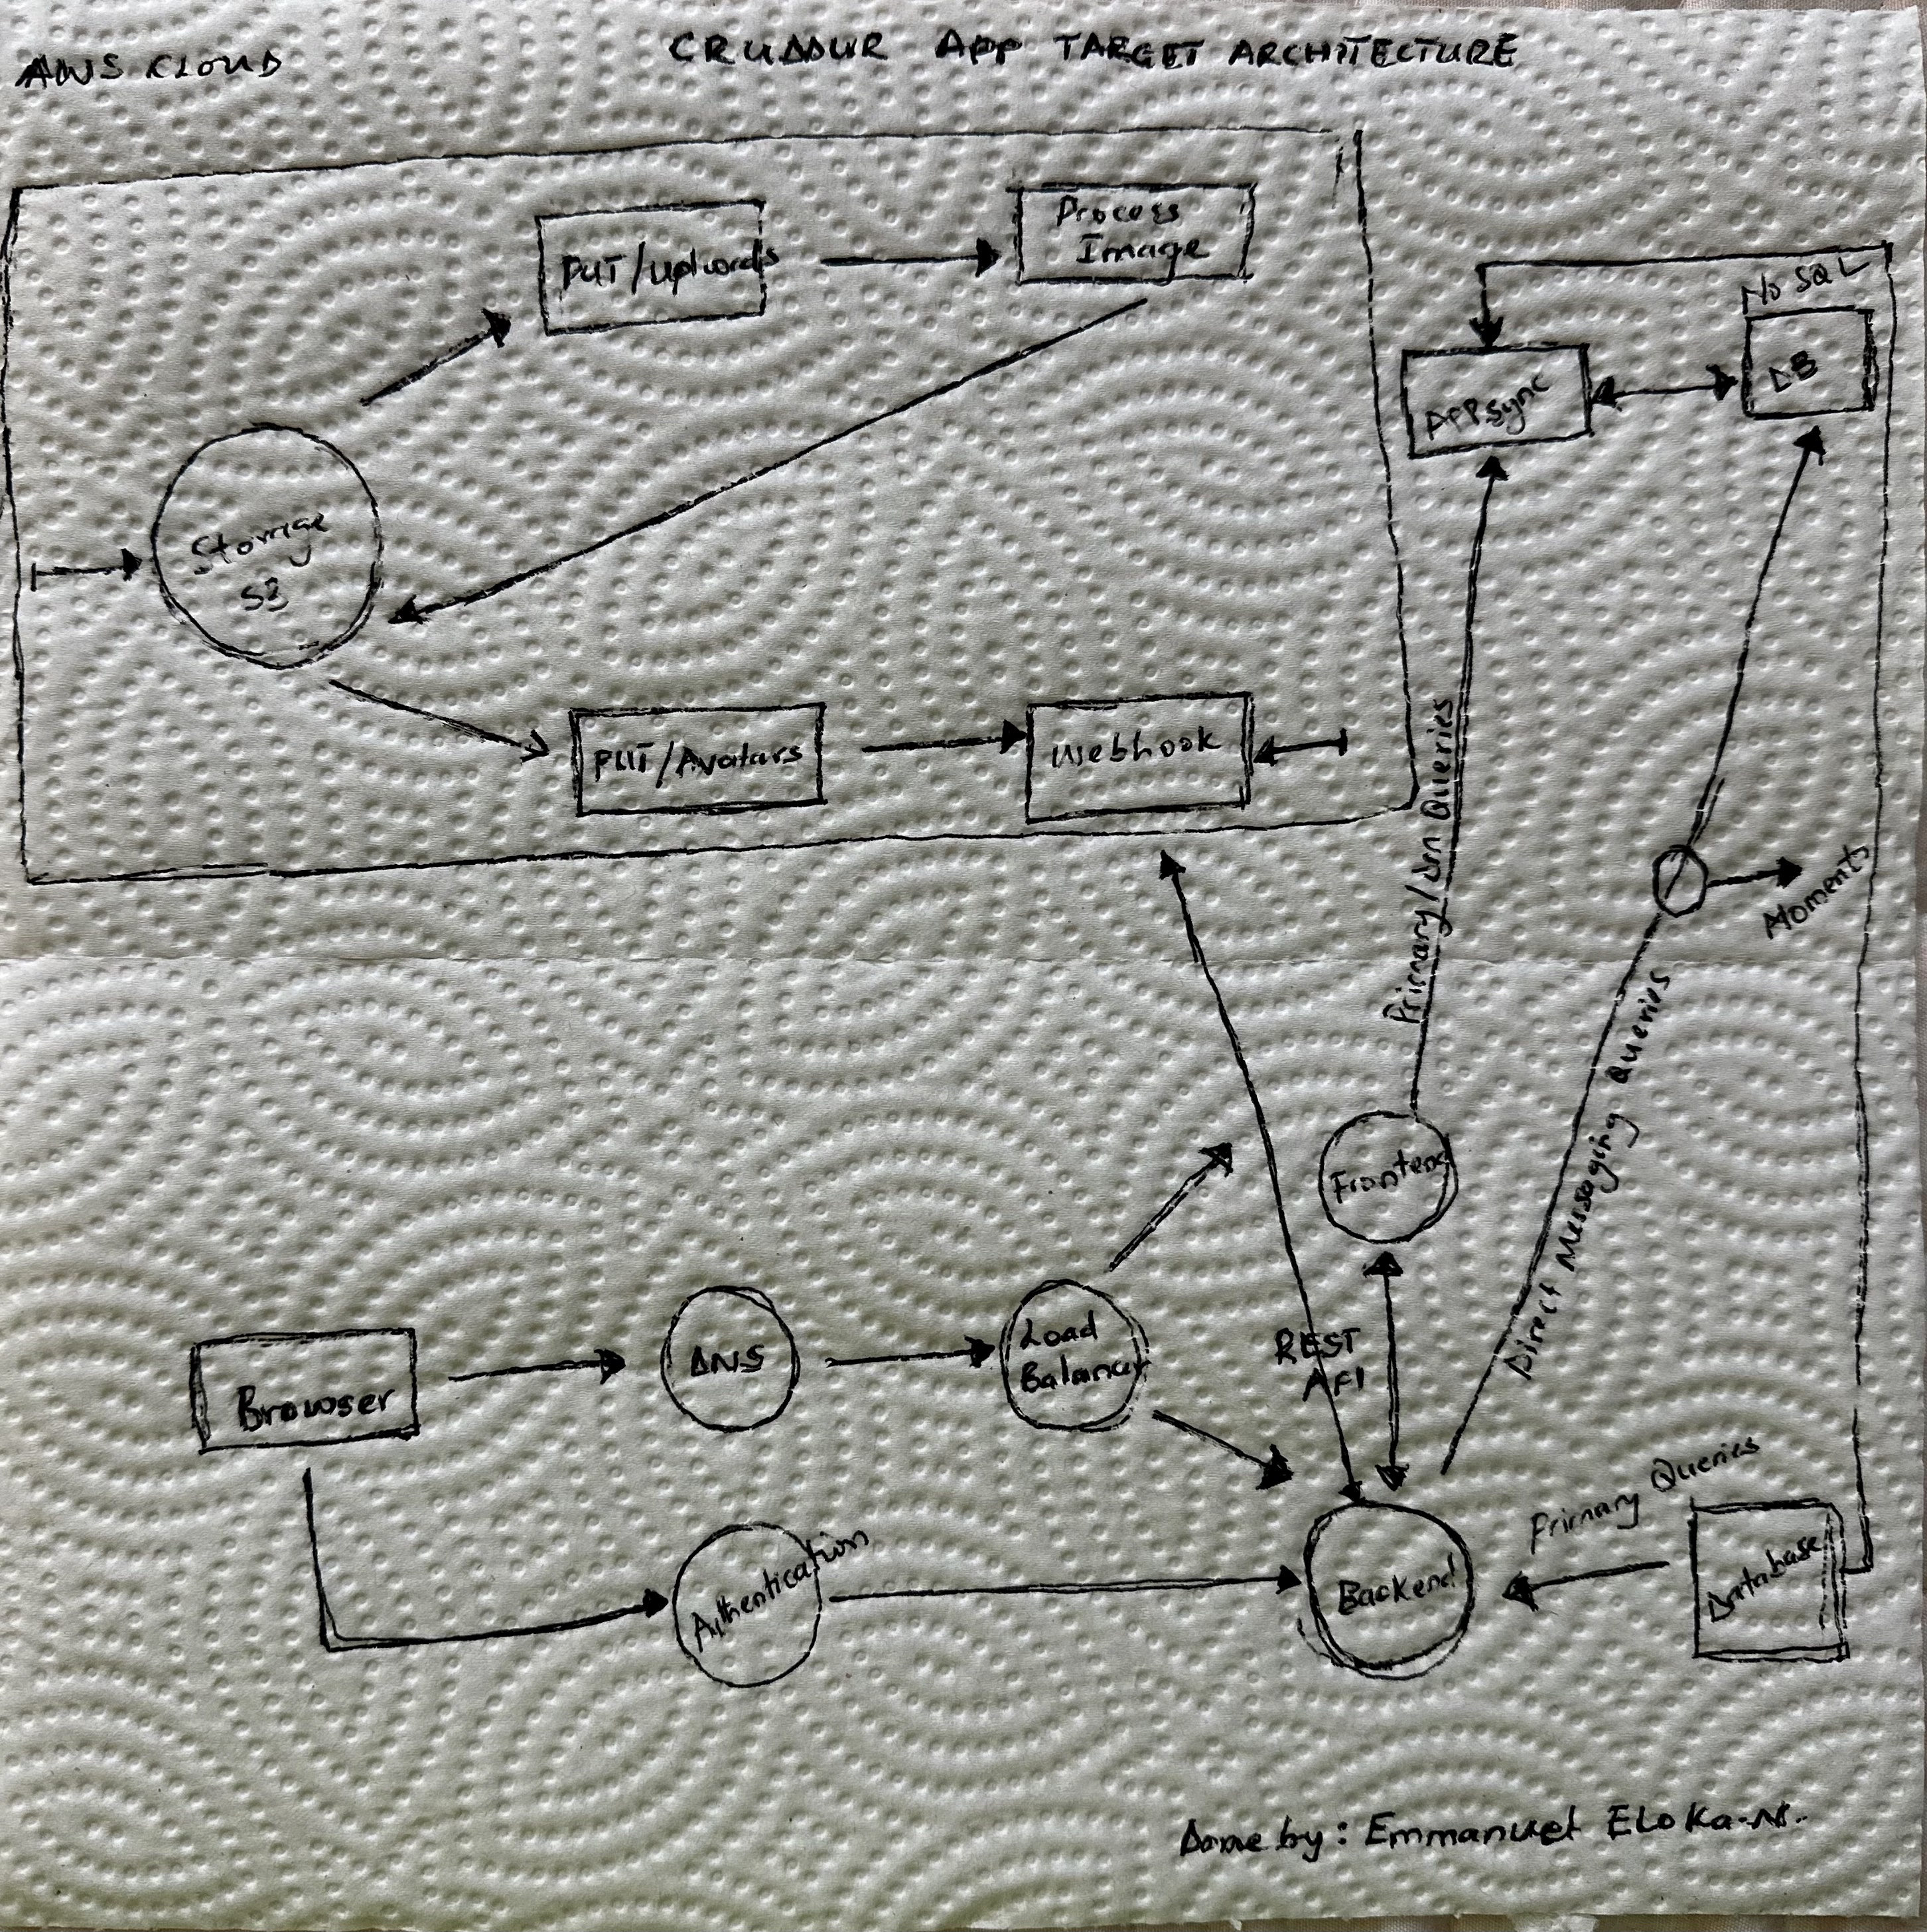 AWS CLOUD
CRUDDUR APP TARGET ARCHITECTURE
PUT/uploads
Process
Image
No SQL
DB
APPsync
Storage
S3
PUT/Avatars
Webhook
Queries
Moments
Direct Messaging Queries
Frontend
Load
Balancer
DNS
REST
API
Browser
Primary Queries
Authentication
Backend
Database
Done by: Emmanuel ELoKa-N.